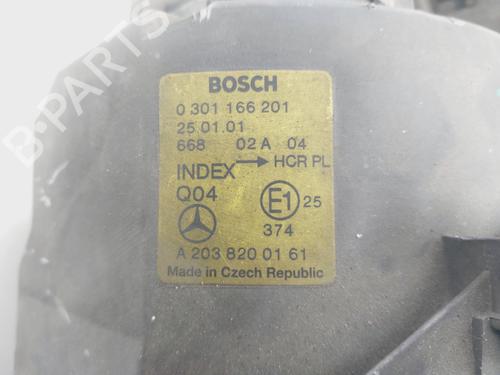 BOSCH
0 301 166 201
25.01.01
668 02 A 04
INDEX → HCR PL
Q04
E1 25
374
A 203 820 01 61
Made in Czech Republic
B-PARTS